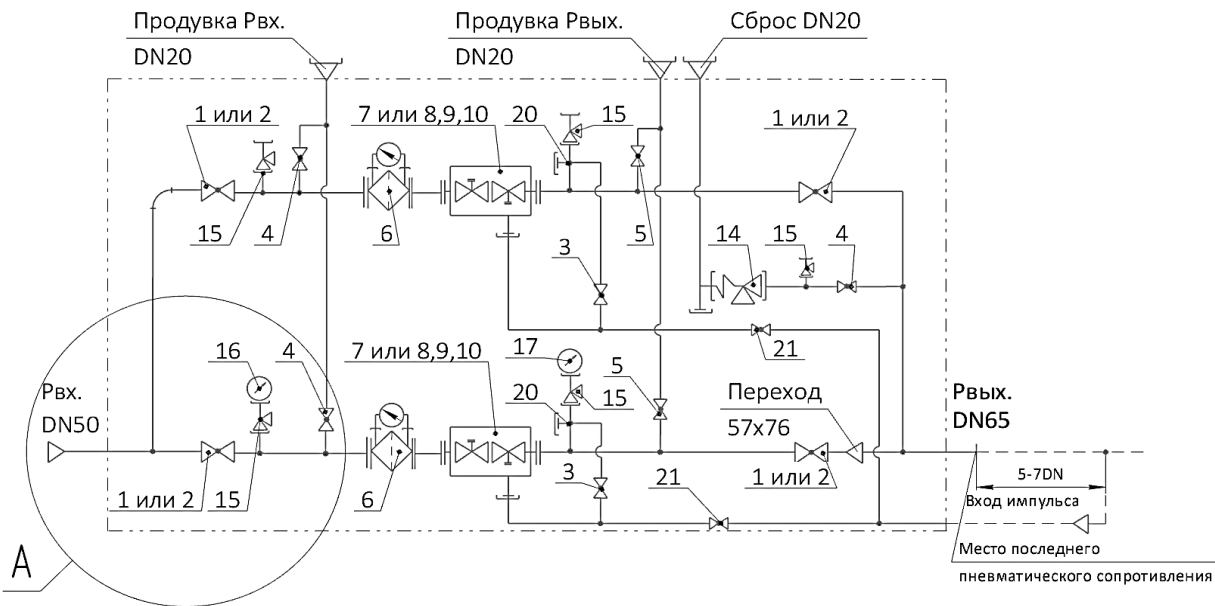 Продувка Рвх.
DN20
Продувка Рвых.
DN20
Сброс DN20
1 или 2
7 или 8,9,10
20
15
1 или 2
15
4
6
3
5
14
15
4
21
Рвх.
DN50
16
4
7 или 8,9,10
17
20
15
5
Переход
57x76
Рвых.
DN65
1 или 2
15
6
3
21
1 или 2
5-7DN
Вход импульса
Место последнего
пневматического сопротивления
А